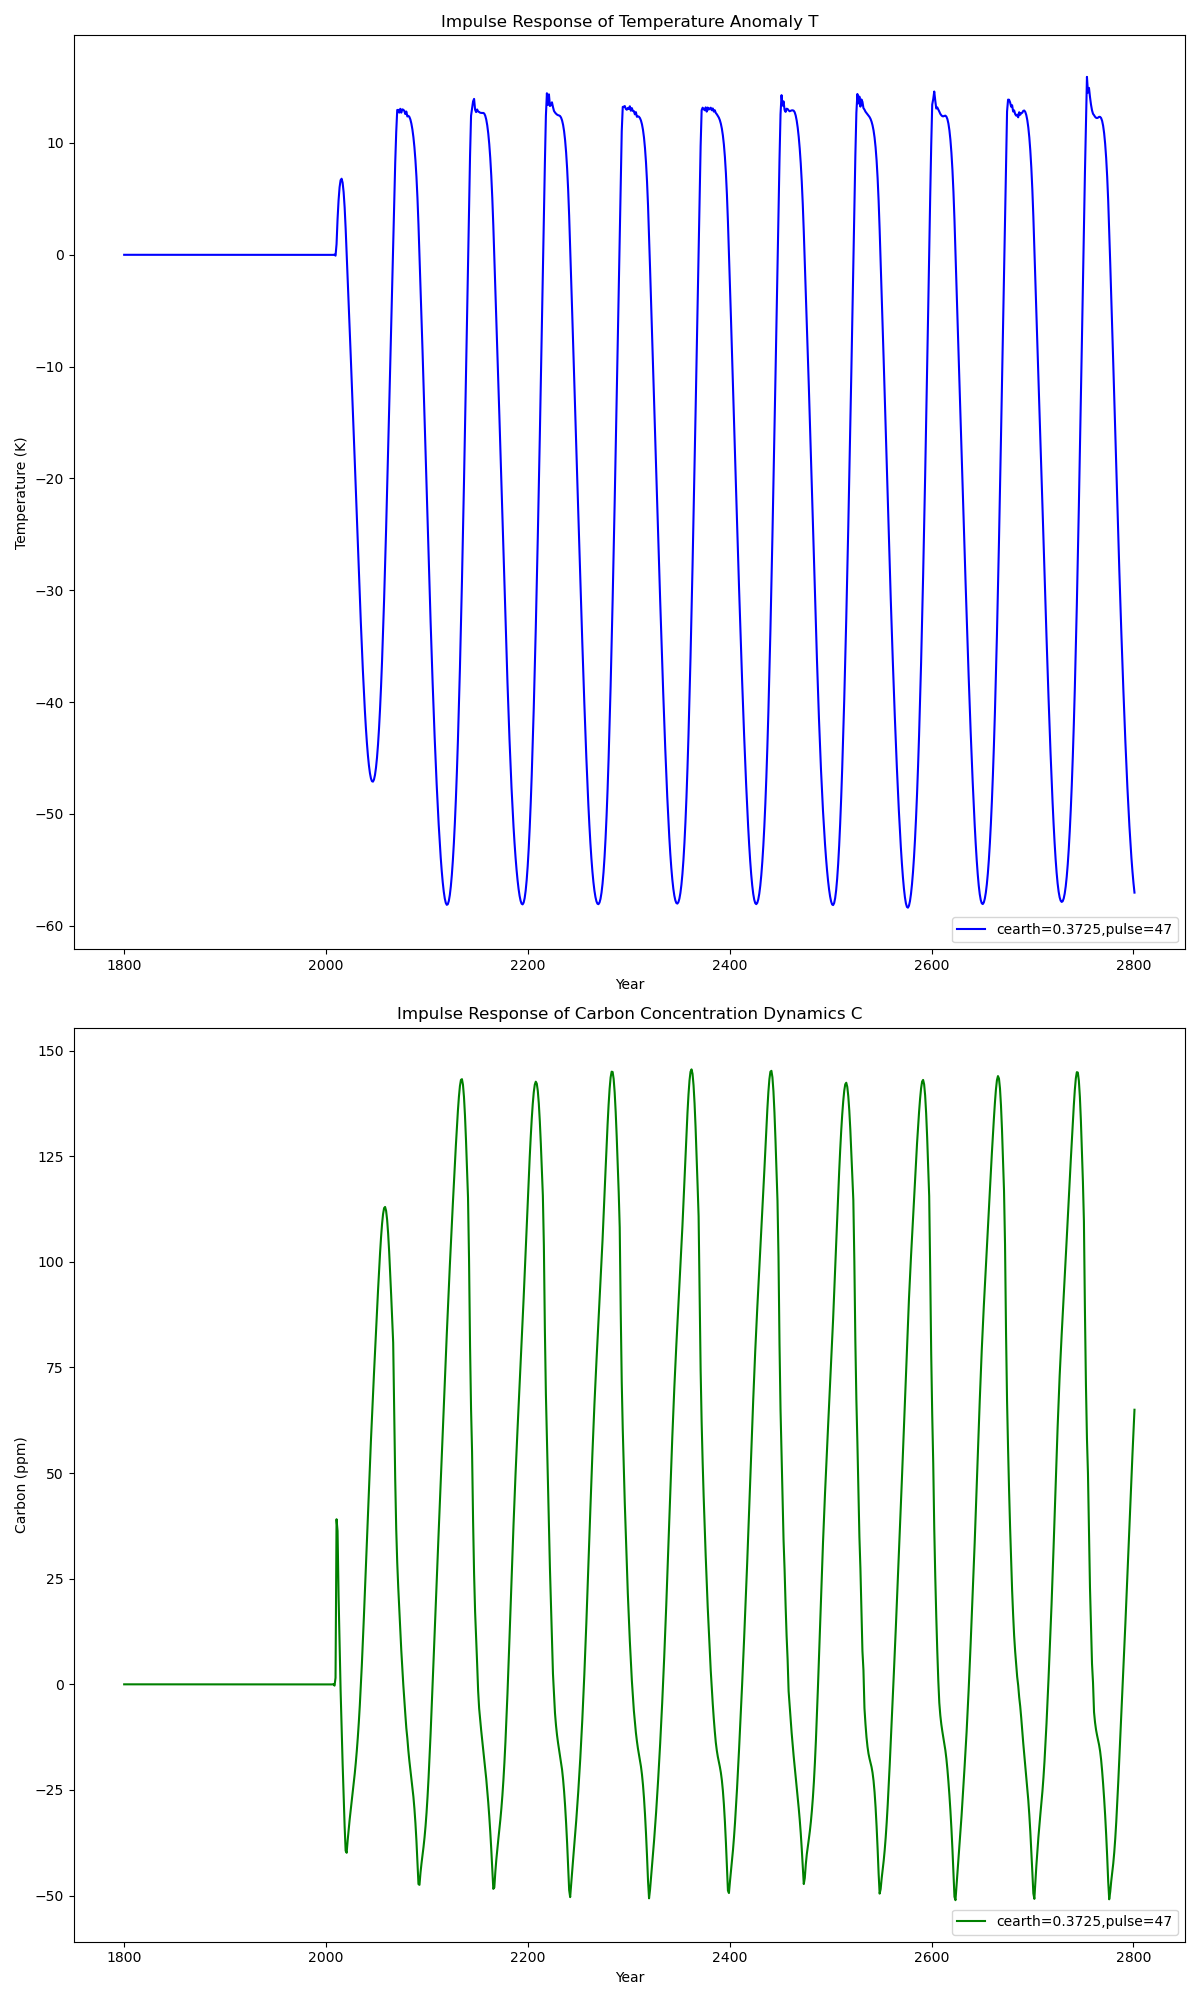 Impulse Response of Temperature Anomaly T
10
0
−10
−20
−30
−40
−50
−60
Temperature (K)
cearth=0.3725,pulse=47
1800 2000 2200 2400 2600 2800
Year
Impulse Response of Carbon Concentration Dynamics C
150
125
100
75
50
25
0
−25
−50
Carbon (ppm)
cearth=0.3725,pulse=47
1800 2000 2200 2400 2600 2800
Year